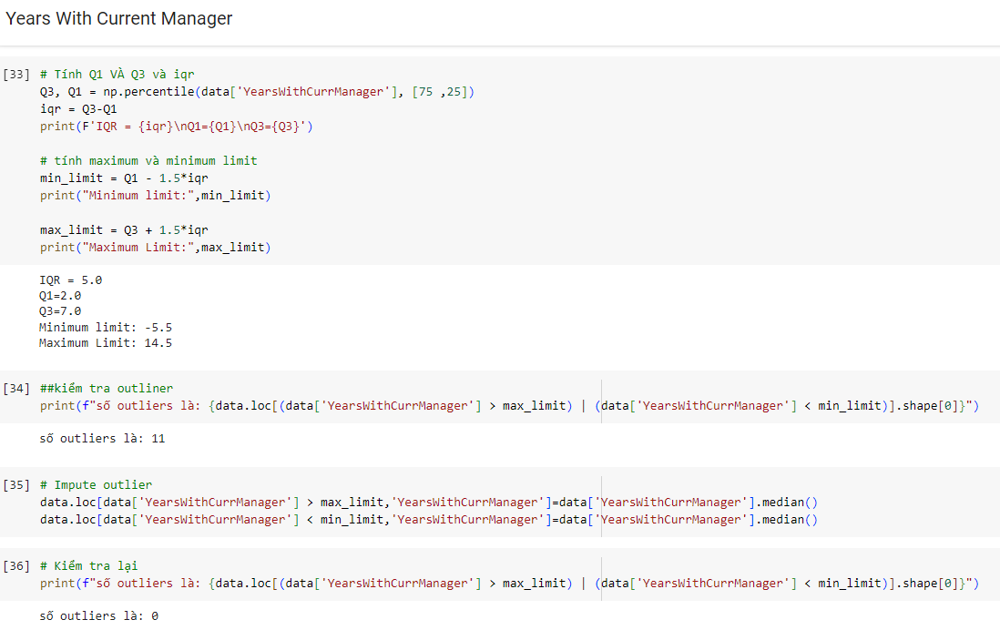 Years With Current Manager
[33] # Tính Q1 VÀ Q3 và iqr
Q3, Q1 = np.percentile(data['YearsWithCurrManager'], [75 ,25])
iqr = Q3-Q1
print(F'IQR = {iqr}\nQ1={Q1}\nQ3={Q3}')
# tính maximum và minimum limit
min_limit = Q1 - 1.5*iqr
print("Minimum limit:",min_limit)
max_limit = Q3 + 1.5*iqr
print("Maximum Limit:",max_limit)
IQR = 5.0
Q1=2.0
Q3=7.0
Minimum limit: -5.5
Maximum Limit: 14.5
[34] ##kiểm tra outliner
print(f"số outliers là: {data.loc[(data['YearsWithCurrManager'] > max_limit) | (data['YearsWithCurrManager'] < min_limit)].shape[0]}")
số outliers là: 11
[35] # Impute outlier
data.loc[data['YearsWithCurrManager'] > max_limit,'YearsWithCurrManager']=data['YearsWithCurrManager'].median()
data.loc[data['YearsWithCurrManager'] < min_limit,'YearsWithCurrManager']=data['YearsWithCurrManager'].median()
[36] # Kiểm tra lại
print(f"số outliers là: {data.loc[(data['YearsWithCurrManager'] > max_limit) | (data['YearsWithCurrManager'] < min_limit)].shape[0]}")
số outliers là: 0